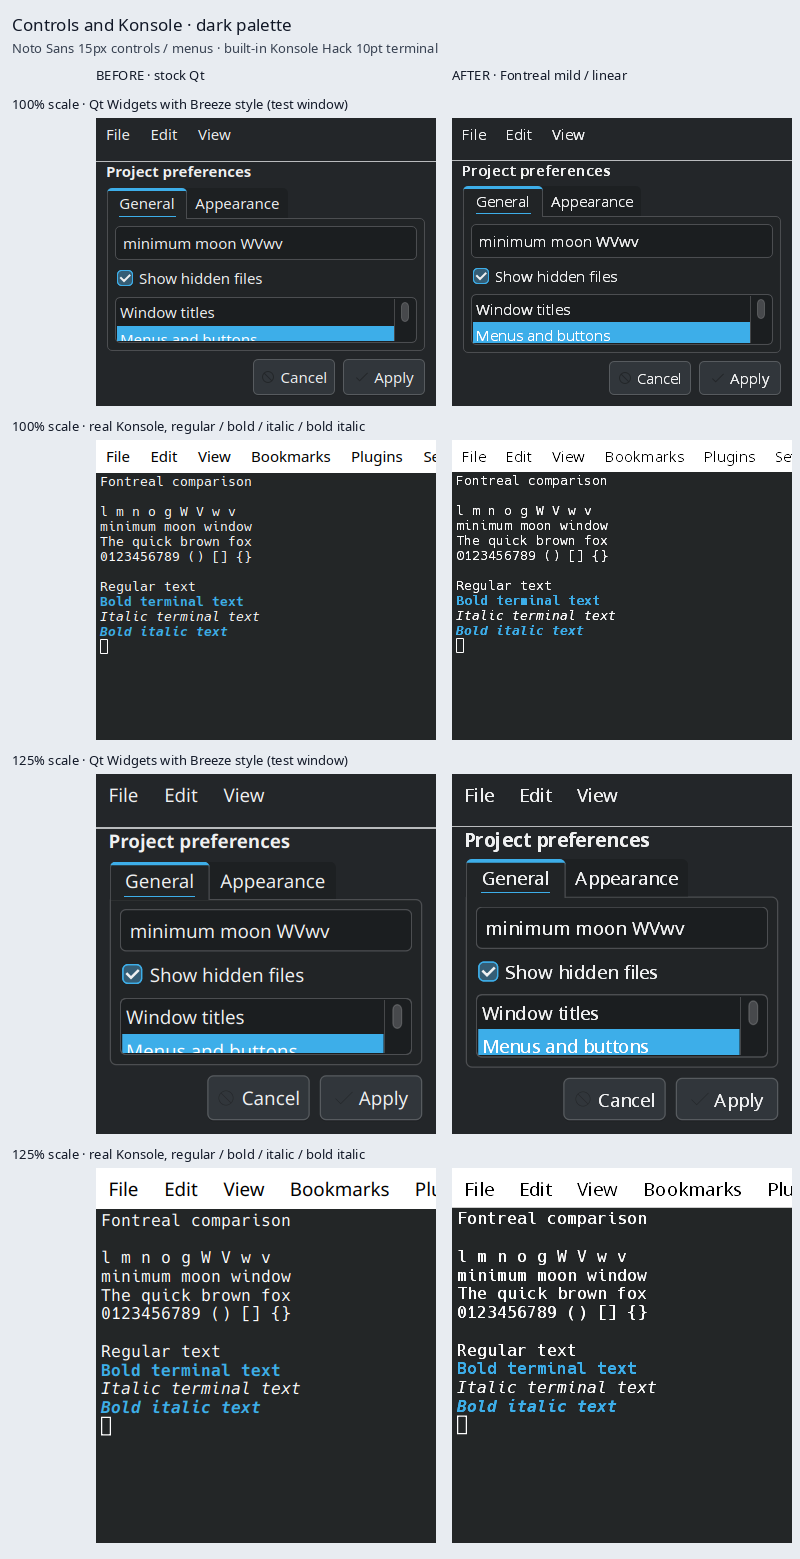 Controls and Konsole · dark palette
Noto Sans 15px controls / menus · built-in Konsole Hack 10pt terminal
BEFORE · stock Qt
AFTER · Fontreal mild / linear
100% scale · Qt Widgets with Breeze style (test window)
File Edit View
Project preferences
General Appearance
minimum moon WVwv
Show hidden files
Window titles
Menus and buttons
Cancel Apply
File Edit View
Project preferences
General Appearance
minimum moon WVwv
Show hidden files
Window titles
Menus and buttons
Cancel Apply
100% scale · real Konsole, regular / bold / italic / bold italic
File Edit View Bookmarks Plugins Se
Fontreal comparison
l m n o g W V w v
minimum moon window
The quick brown fox
0123456789 () [] {}
Regular text
Bold terminal text
Italic terminal text
Bold italic text
File Edit View Bookmarks Plugins Se
Fontreal comparison
l m n o g W V w v
minimum moon window
The quick brown fox
0123456789 () [] {}
Regular text
Bold terminal text
Italic terminal text
Bold italic text
125% scale · Qt Widgets with Breeze style (test window)
File Edit View
Project preferences
General Appearance
minimum moon WVwv
Show hidden files
Window titles
Menus and buttons
Cancel Apply
File Edit View
Project preferences
General Appearance
minimum moon WVwv
Show hidden files
Window titles
Menus and buttons
Cancel Apply
125% scale · real Konsole, regular / bold / italic / bold italic
File Edit View Bookmarks Plu
Fontreal comparison
l m n o g W V w v
minimum moon window
The quick brown fox
0123456789 () [] {}
Regular text
Bold terminal text
Italic terminal text
Bold italic text
File Edit View Bookmarks Plu
Fontreal comparison
l m n o g W V w v
minimum moon window
The quick brown fox
0123456789 () [] {}
Regular text
Bold terminal text
Italic terminal text
Bold italic text